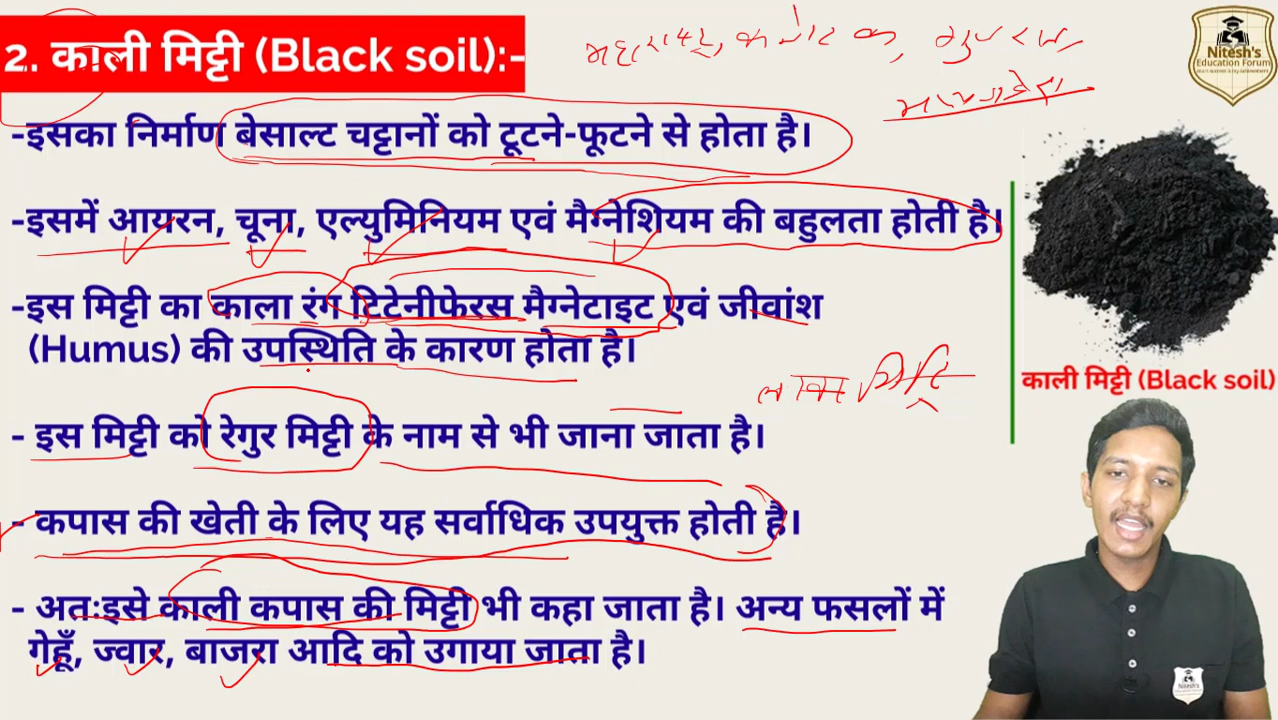 2. काली मिट्टी (Black soil):-
महाराष्ट्र, कर्नाटक, गुजरात,
मध्यप्रदेश
Nitesh's
Education Forum
-इसका निर्माण बेसाल्ट चट्टानों को टूटने-फूटने से होता है।
-इसमें आयरन, चूना, एल्युमिनियम एवं मैग्नेशियम की बहुलता होती है।
-इस मिट्टी का काला रंग टिटेनीफेरस मैग्नेटाइट एवं जीवांश
(Humus) की उपस्थिति के कारण होता है।
काली मिट्टी (Black soil)
मिट्टी
- इस मिट्टी को रेगुर मिट्टी के नाम से भी जाना जाता है।
- कपास की खेती के लिए यह सर्वाधिक उपयुक्त होती है।
- अत:इसे काली कपास की मिट्टी भी कहा जाता है। अन्य फसलों में
गेहूँ, ज्वार, बाजरा आदि को उगाया जाता है।
Nitesh's